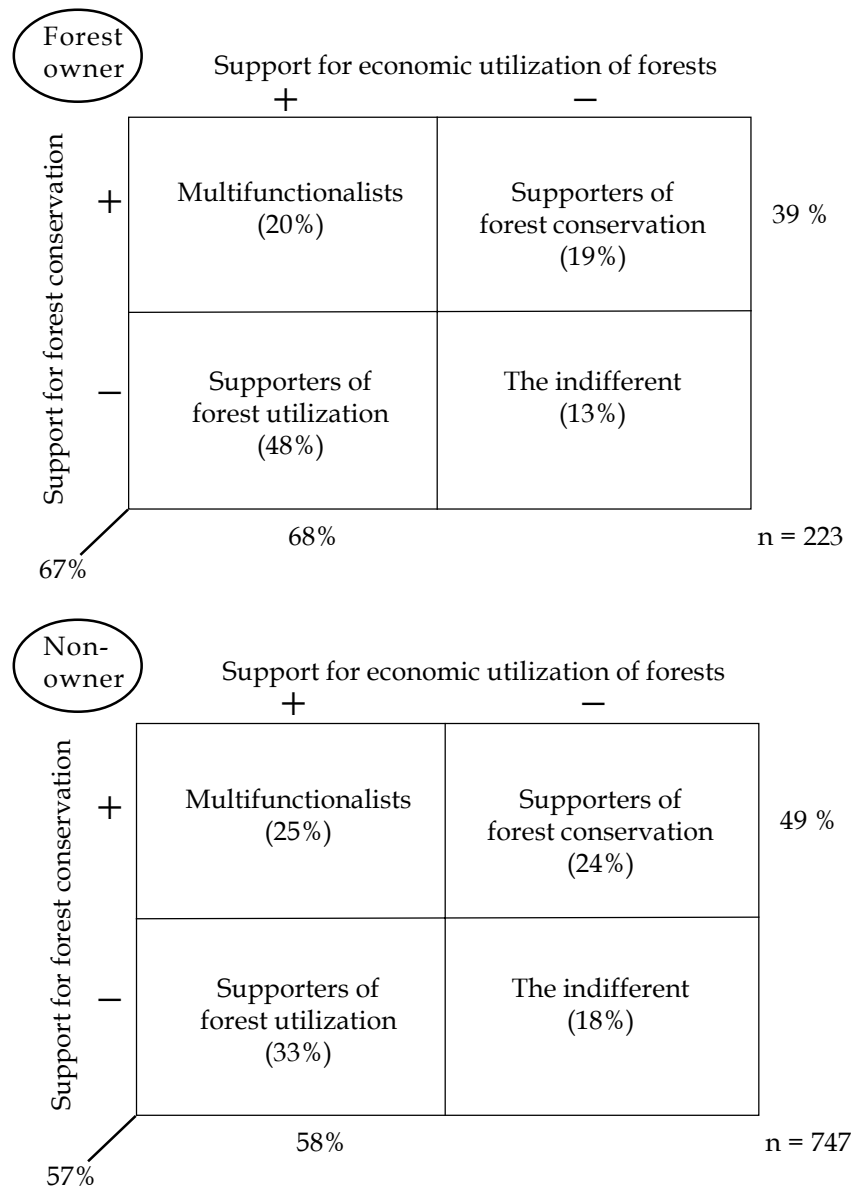 Forest
owner
Support for economic utilization of forests
+ −
Support for forest conservation
+
Multifunctionalists
(20%)
Supporters of
forest conservation
(19%)
39 %
−
Supporters of
forest utilization
(48%)
The indifferent
(13%)
68%
n = 223
67%
Non-
owner
Support for economic utilization of forests
+ −
Support for forest conservation
+
Multifunctionalists
(25%)
Supporters of
forest conservation
(24%)
49 %
−
Supporters of
forest utilization
(33%)
The indifferent
(18%)
58%
n = 747
57%